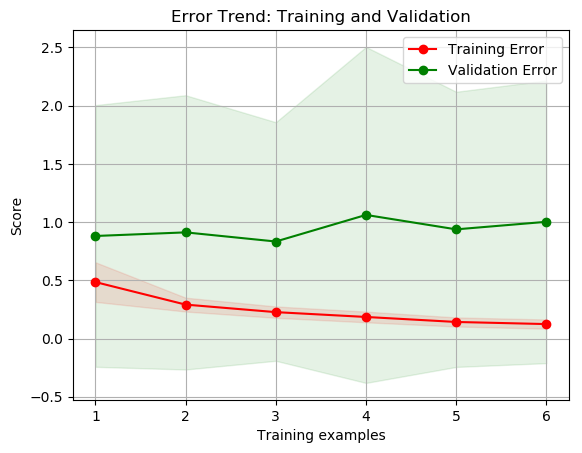 Error Trend: Training and Validation
Training Error
Validation Error
2.5
2.0
1.5
1.0
0.5
0.0
−0.5
Score
1 2 3 4 5 6
Training examples